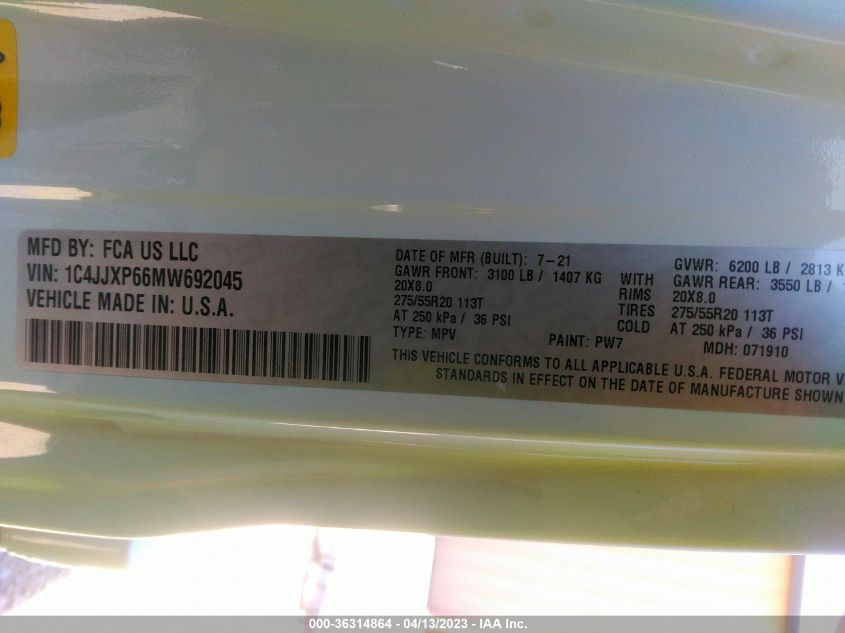 MFD BY: FCA US LLC
VIN: 1C4JJXP66MW692045
VEHICLE MADE IN: U.S.A.
DATE OF MFR (BUILT): 7-21
GVWR: 6200 LB / 2813 K
GAWR FRONT: 3100 LB / 1407 KG
WITH GAWR REAR: 3550 LB /
20X8.0 RIMS 20X8.0
275/55R20 113T TIRES 275/55R20 113T
AT 250 kPa / 36 PSI COLD AT 250 kPa / 36 PSI
TYPE: MPV PAINT: PW7 MDH: 071910
THIS VEHICLE CONFORMS TO ALL APPLICABLE U.S.A. FEDERAL MOTOR V
STANDARDS IN EFFECT ON THE DATE OF MANUFACTURE SHOWN
000-36314864 - 04/13/2023 - IAA Inc.